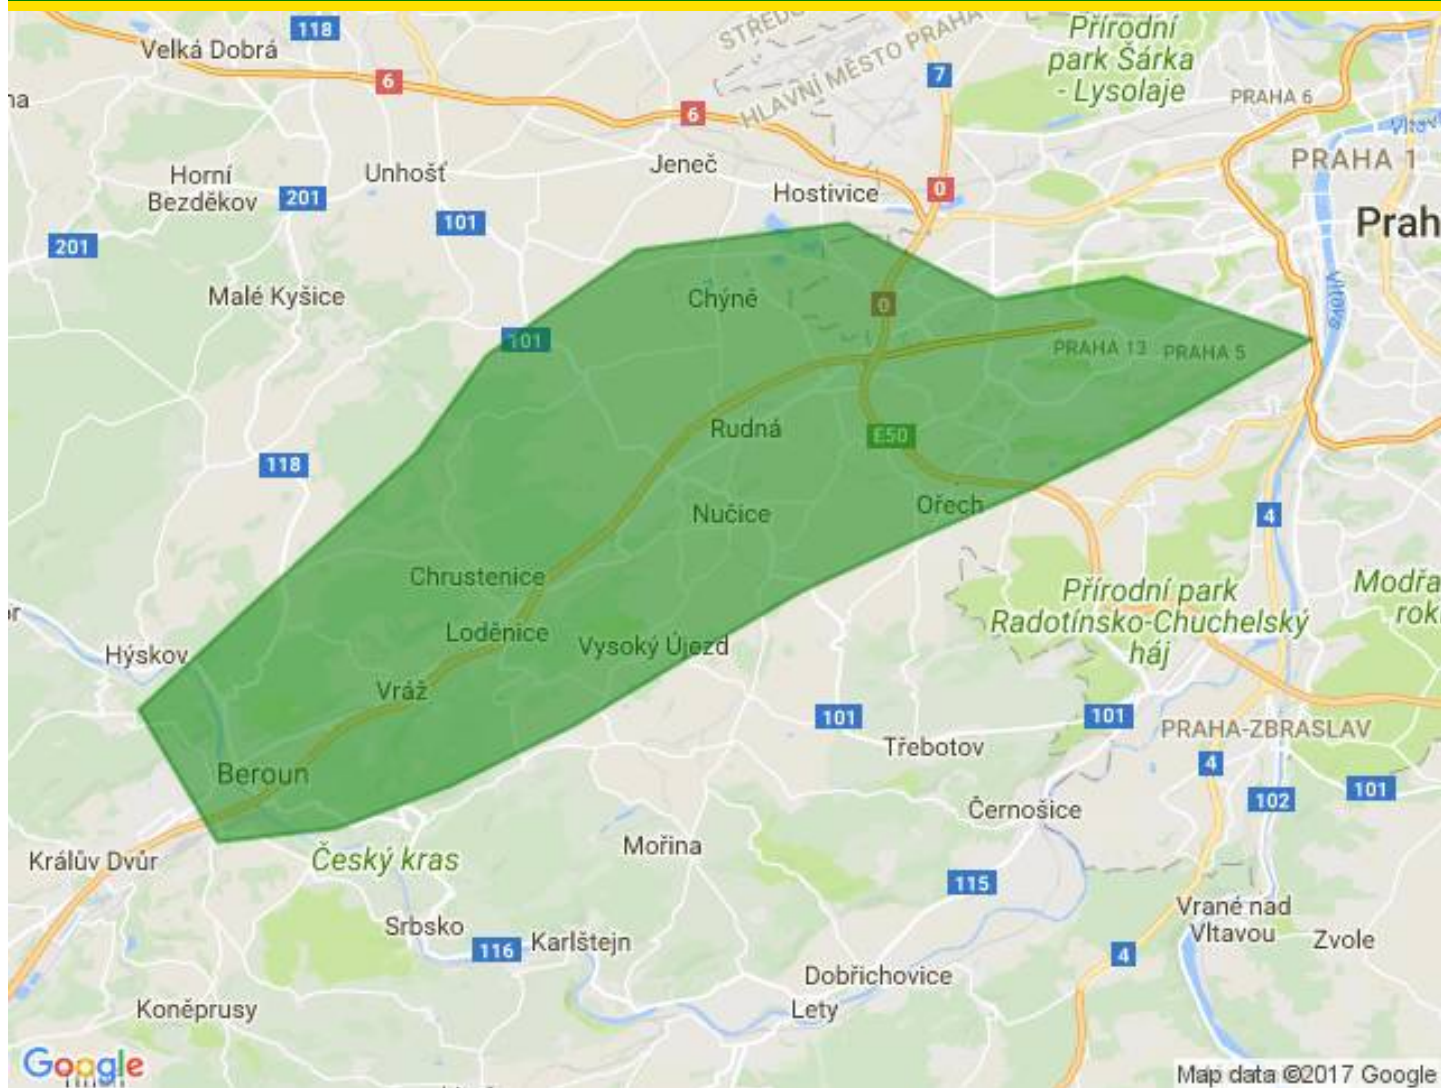 118
Velká Dobrá
STŘEDO
Přírodní
park Šárka
- Lysolaje
7
6
6
HLAVNÍ MĚSTO PRAHA
PRAHA 6
Vltav
Horní
Bezděkov
201
Unhošť
Jeneč
Hostivice
0
PRAHA 1
101
201
Prah
Malé Kyšice
Chýně
0
Vltava
101
PRAHA 13
PRAHA 5
Rudná
E50
118
Nučice
Ořech
4
Chrustenice
Přírodní park
Radotínsko-Chuchelský
háj
Modřa
rok
Loděnice
Hýskov
Vysoký Újezd
Vráž
101
101
PRAHA-ZBRASLAV
Třebotov
Beroun
4
102
101
Černošice
Králův Dvůr
Český kras
Mořina
115
Srbsko
116
Karlštejn
Vrané nad
Vltavou
Zvole
4
Dobřichovice
Koněprusy
Lety
Google
Map data ©2017 Google